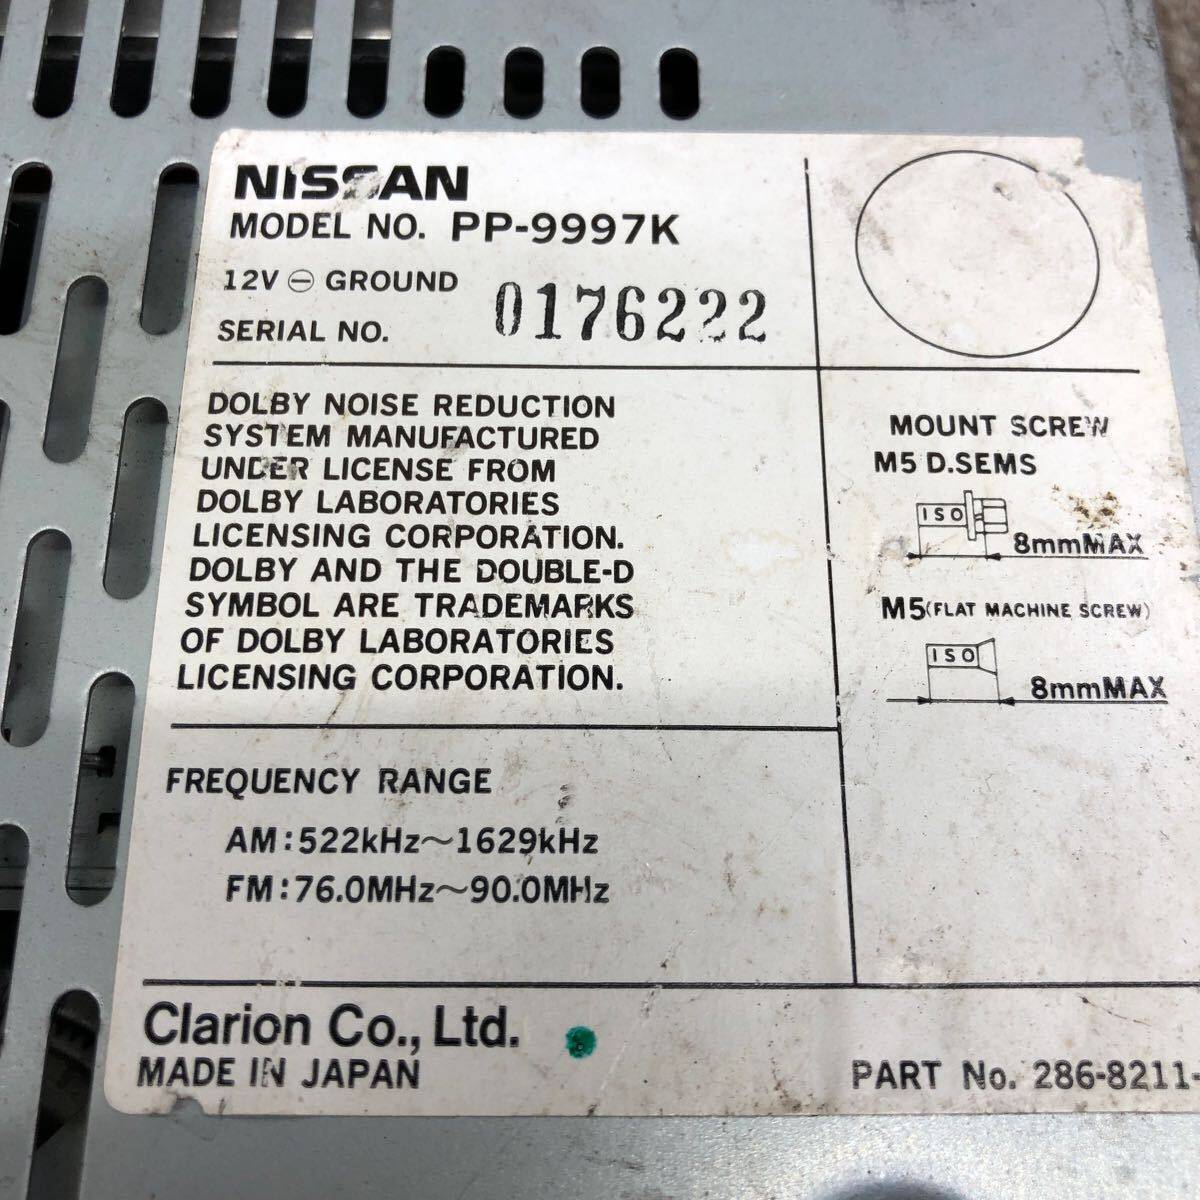 NISSAN
MODEL NO. PP-9997K
12V ⊖ GROUND
SERIAL NO. 0176222
DOLBY NOISE REDUCTION
SYSTEM MANUFACTURED
UNDER LICENSE FROM
DOLBY LABORATORIES
LICENSING CORPORATION.
DOLBY AND THE DOUBLE-D
SYMBOL ARE TRADEMARKS
OF DOLBY LABORATORIES
LICENSING CORPORATION.
MOUNT SCREW
M5 D.SEMS
ISO
8mmMAX
M5(FLAT MACHINE SCREW)
ISO
8mmMAX
FREQUENCY RANGE
AM:522kHz~1629kHz
FM:76.0MHz~90.0MHz
Clarion Co., Ltd.
MADE IN JAPAN
PART No. 286-8211-